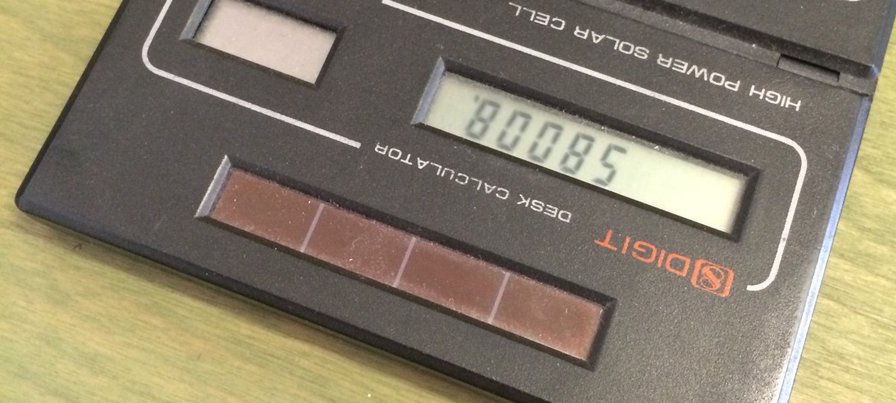 8 DIGIT
DESK CALCULATOR
58008.
HIGH POWER SOLAR CELL